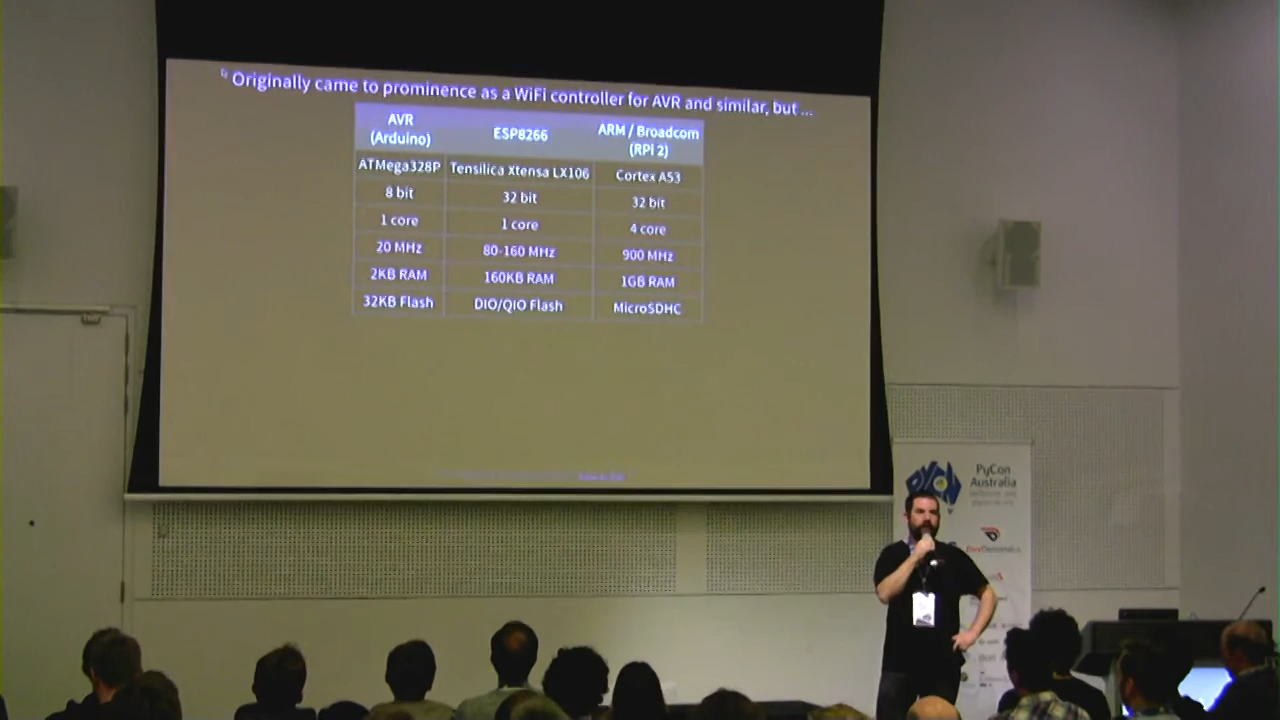 Originally came to prominence as a WiFi controller for AVR and similar, but ...
AVR
(Arduino)
ESP8266
ARM / Broadcom
(RPi 2)
ATMega328P
Tensilica Xtensa LX106
Cortex A53
8 bit
32 bit
32 bit
1 core
1 core
4 core
20 MHz
80-160 MHz
900 MHz
2KB RAM
160KB RAM
1GB RAM
32KB Flash
DIO/QIO Flash
MicroSDHC
PyCon
Australia